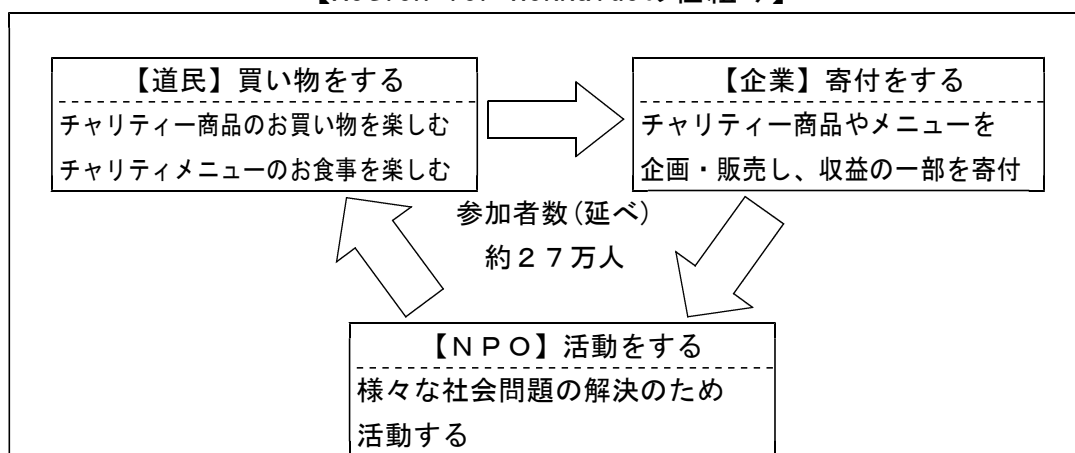 【道民】買い物をする
チャリティー商品のお買い物を楽しむ
チャリティメニューのお食事を楽しむ
【企業】寄付をする
チャリティー商品やメニューを
企画・販売し、収益の一部を寄付
参加者数(延べ)
約27万人
【NPO】活動をする
様々な社会問題の解決のため
活動する